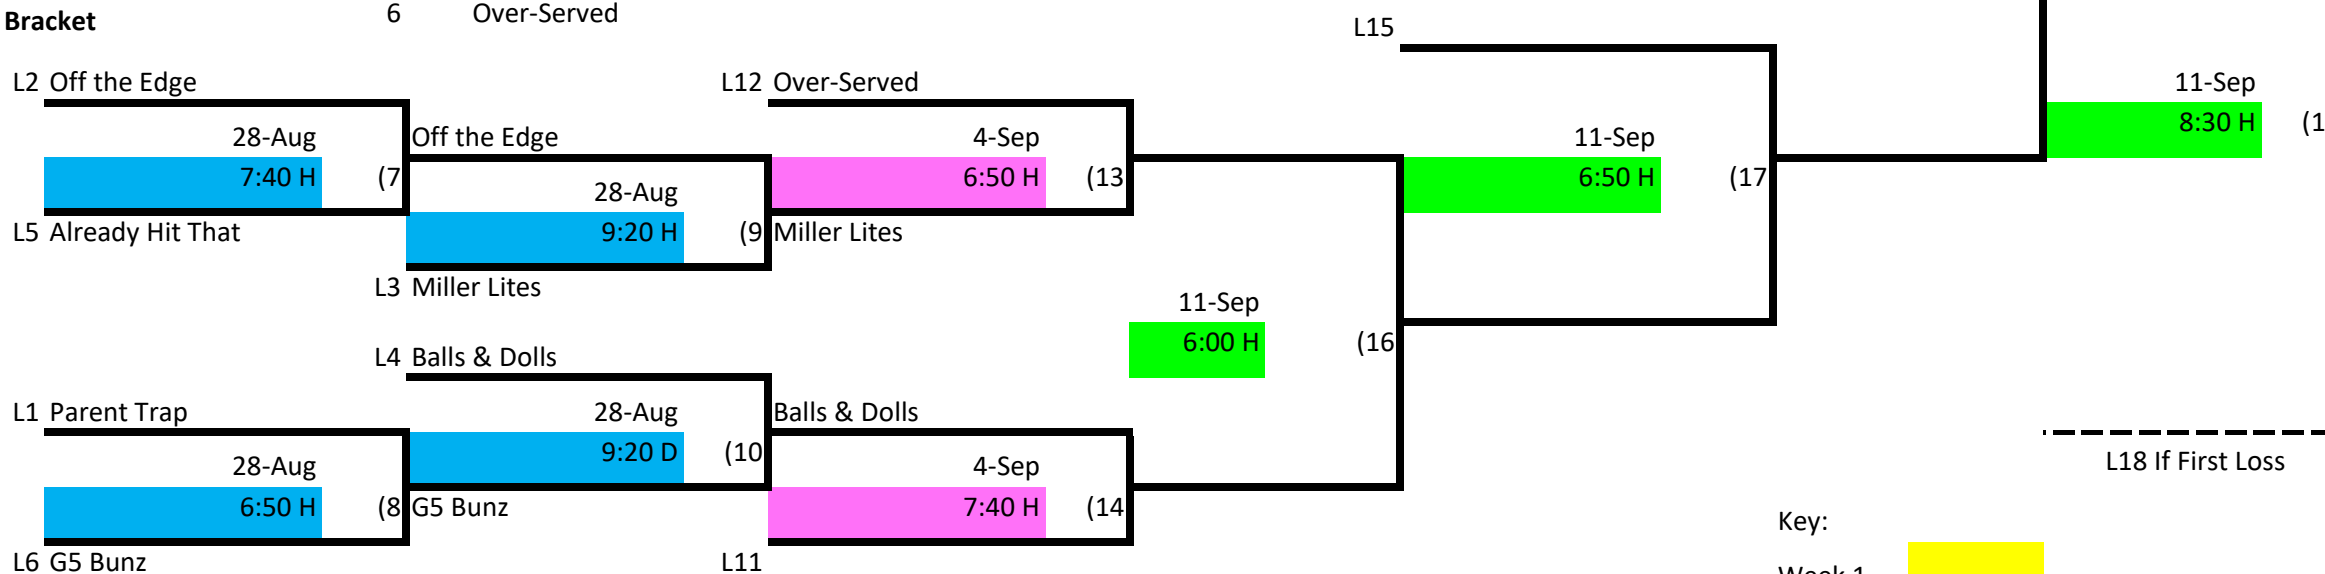 6 Over-Served
Bracket
L15
L2 Off the Edge
L12 Over-Served
11-Sep
8:30 H (1
28-Aug
Off the Edge
4-Sep
11-Sep
7:40 H (7
6:50 H (13
6:50 H (17
28-Aug
L5 Already Hit That
9:20 H (9
Miller Lites
L3 Miller Lites
11-Sep
6:00 H (16
L4 Balls & Dolls
L1 Parent Trap
28-Aug
Balls & Dolls
9:20 D (10
28-Aug
4-Sep
L18 If First Loss
6:50 H (8
G5 Bunz
7:40 H (14
Key:
L6 G5 Bunz
L11
Week 1